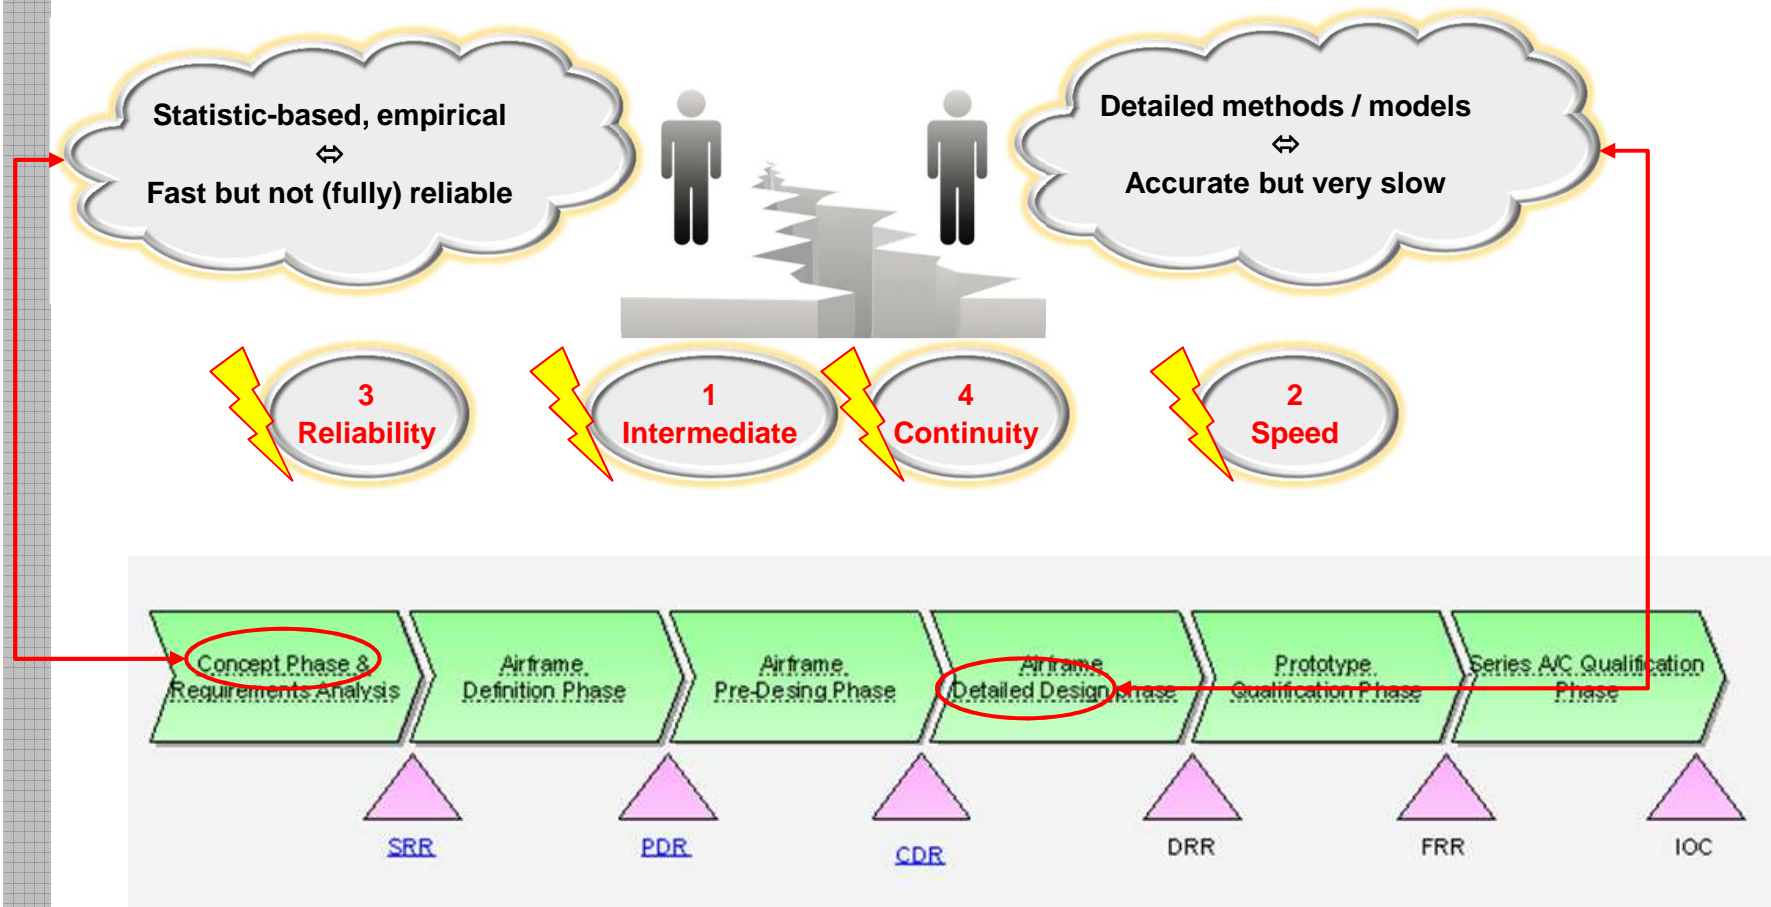 Statistic-based, empirical
⇔
Fast but not (fully) reliable
Detailed methods / models
⇔
Accurate but very slow
3
Reliability
1
Intermediate
4
Continuity
2
Speed
Concept Phase &
Requirements Analysis
Airframe
Definition Phase
Airframe
Pre-Desing Phase
Airframe
Detailed Design phase
Prototype
Qualification Phase
Series A/C Qualification
Phase
SRR
PDR
CDR
DRR
FRR
IOC